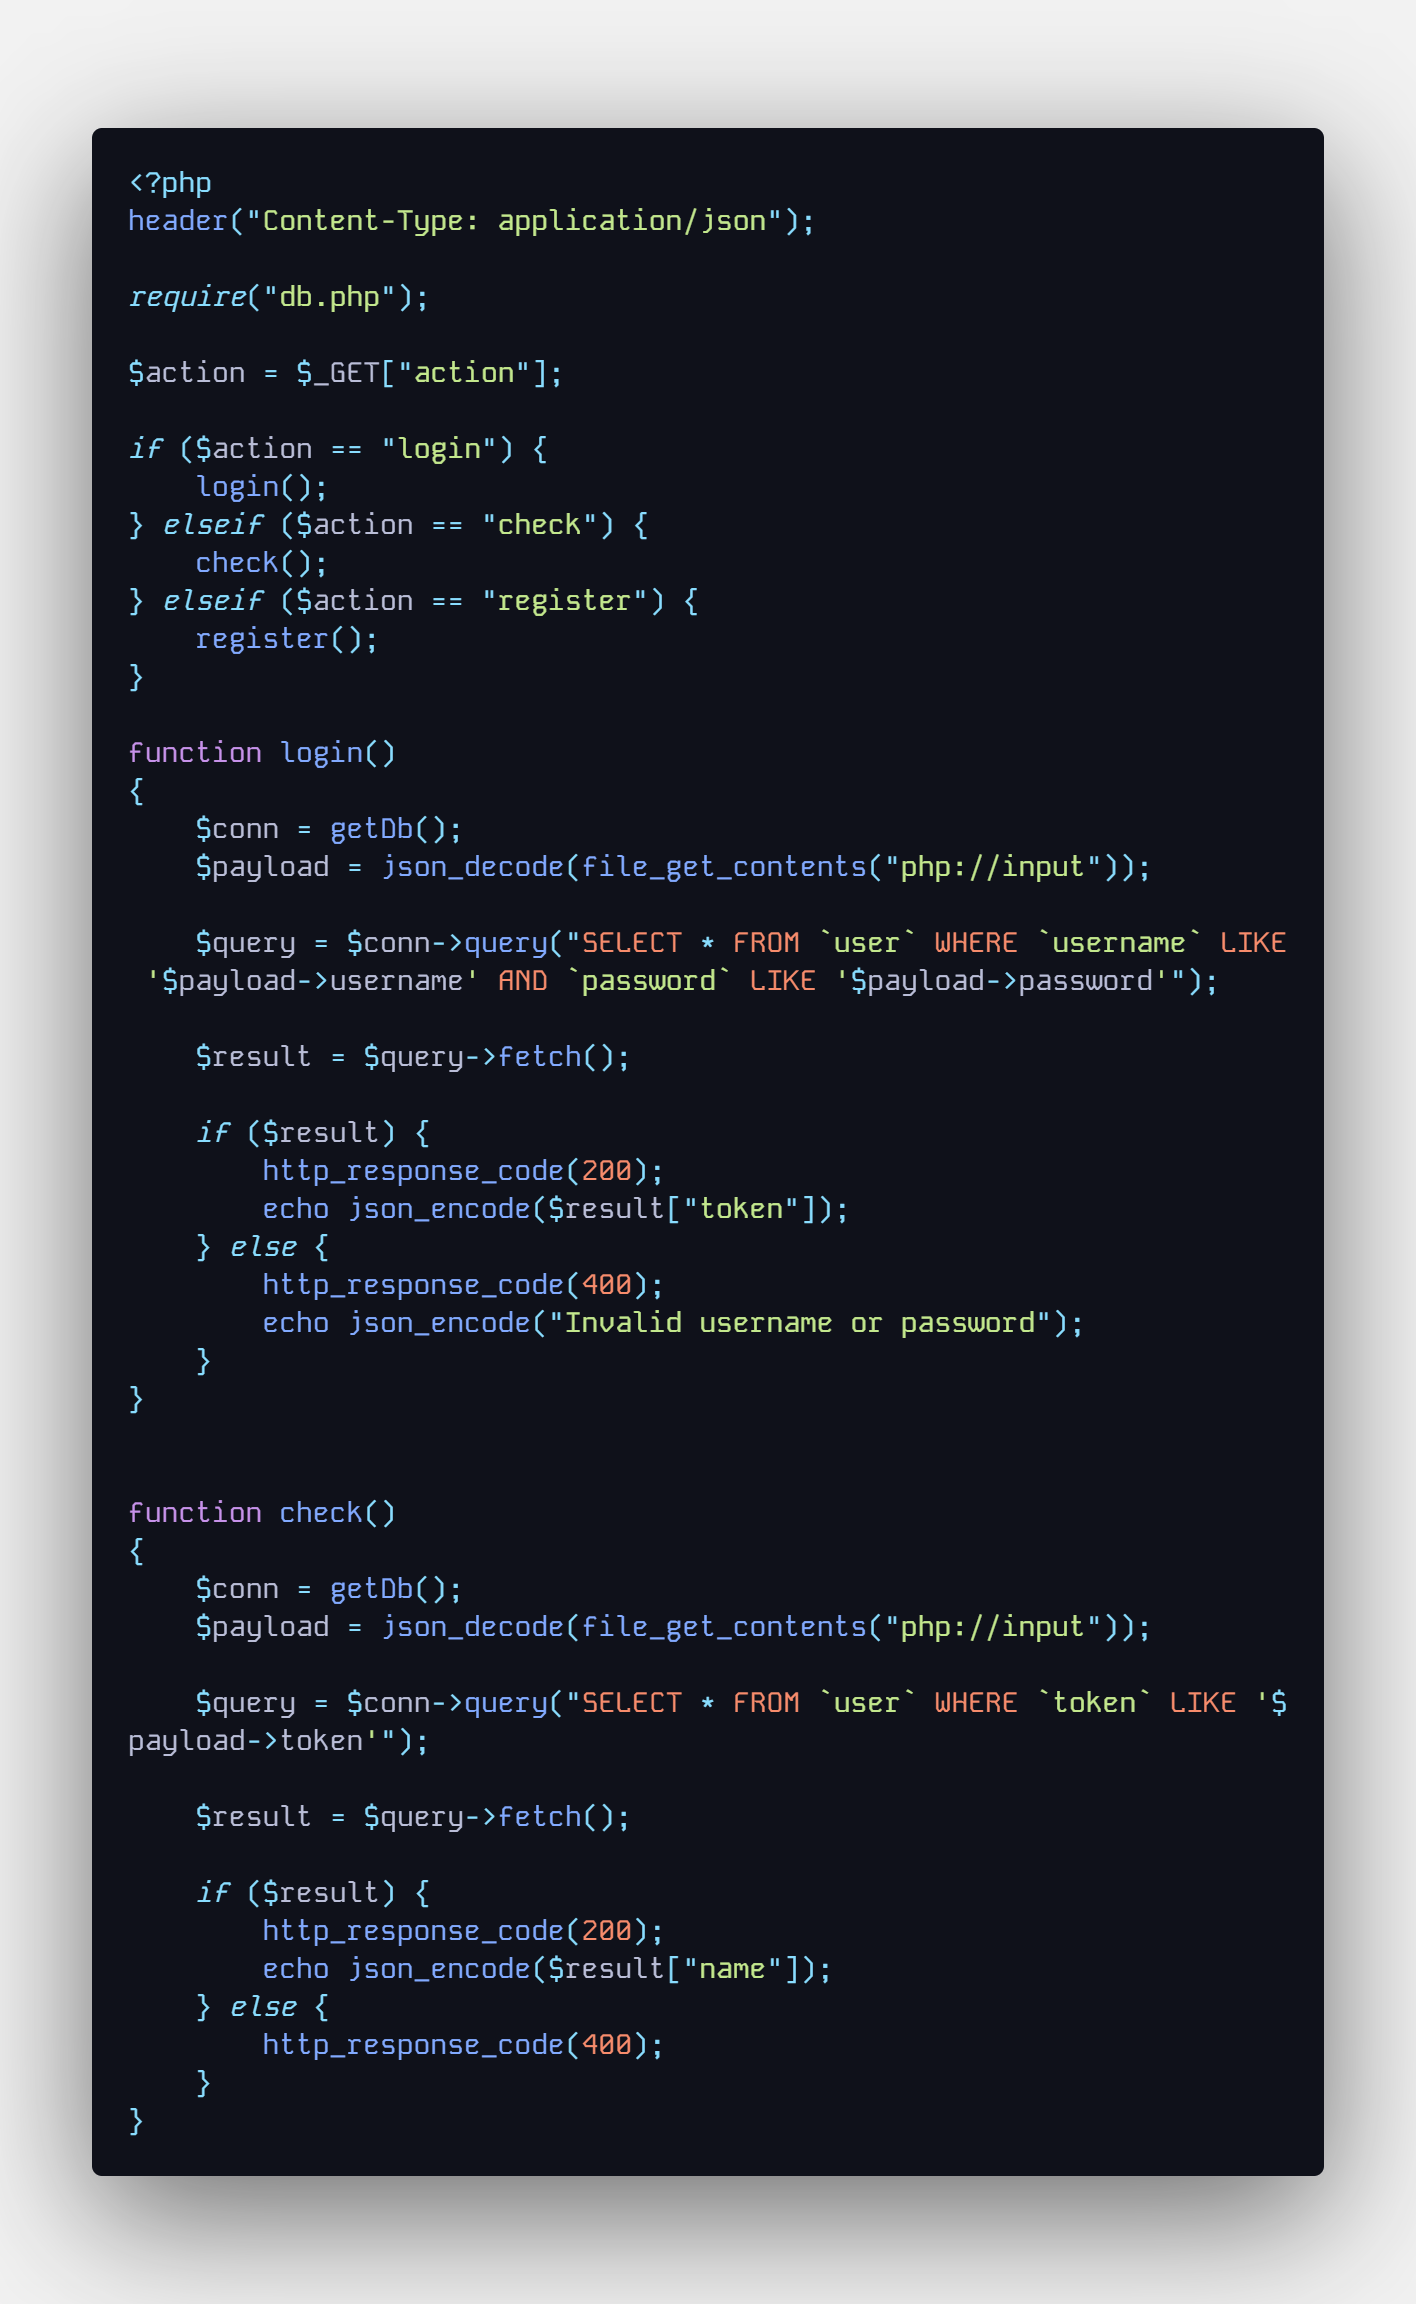 <?php
header("Content-Type: application/json");

require("db.php");

$action = $_GET["action"];

if ($action == "login") {
    login();
} elseif ($action == "check") {
    check();
} elseif ($action == "register") {
    register();
}

function login()
{
    $conn = getDb();
    $payload = json_decode(file_get_contents("php://input"));

    $query = $conn->query("SELECT * FROM `user` WHERE `username` LIKE
 '$payload->username' AND `password` LIKE '$payload->password'");

    $result = $query->fetch();

    if ($result) {
        http_response_code(200);
        echo json_encode($result["token"]);
    } else {
        http_response_code(400);
        echo json_encode("Invalid username or password");
    }
}


function check()
{
    $conn = getDb();
    $payload = json_decode(file_get_contents("php://input"));

    $query = $conn->query("SELECT * FROM `user` WHERE `token` LIKE '$
payload->token'");

    $result = $query->fetch();

    if ($result) {
        http_response_code(200);
        echo json_encode($result["name"]);
    } else {
        http_response_code(400);
    }
}